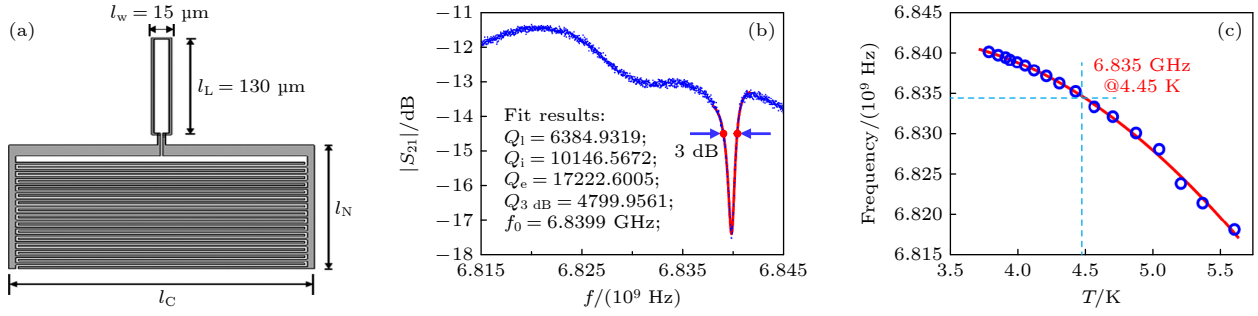 (a)
l_w = 15 μm
l_L = 130 μm
l_N
l_C
(b)
−11
−12
−13
−14
−15
−16
−17
−18
|S_21|/dB
Fit results:
Q_l = 6384.9319;
Q_i = 10146.5672;
Q_e = 17222.6005;
Q_3 dB = 4799.9561;
f_0 = 6.8399 GHz;
3 dB
6.815
6.825
6.835
6.845
f/(10^9 Hz)
(c)
6.845
6.840
6.835
6.830
6.825
6.820
6.815
Frequency/(10^9 Hz)
6.835 GHz
@4.45 K
3.5
4.0
4.5
5.0
5.5
T/K